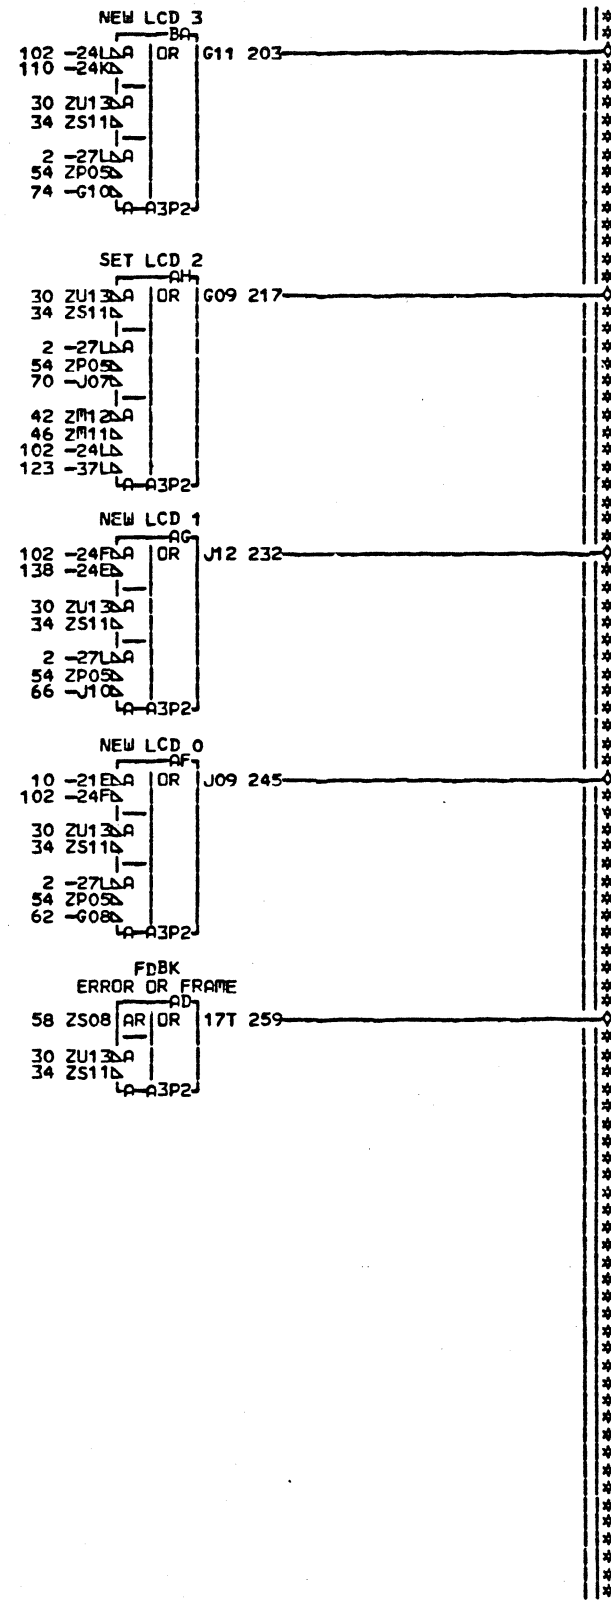 NEW LCD 3
BA
102 -24L A OR G11 203
110 -24K
30 ZU13 A
34 ZS11
2 -27L A
54 ZP05
74 -G10
A A3P2
SET LCD 2
AH
30 ZU13 A OR G09 217
34 ZS11
2 -27L A
54 ZP05
70 -J07
42 ZM12 A
46 ZM11
102 -24L
123 -37L
A A3P2
NEW LCD 1
AG
102 -24F A OR J12 232
138 -24E
30 ZU13 A
34 ZS11
2 -27L A
54 ZP05
66 -J10
A A3P2
NEW LCD 0
AF
10 -21E A OR J09 245
102 -24F
30 ZU13 A
34 ZS11
2 -27L A
54 ZP05
62 -G08
A A3P2
FDBK
ERROR OR FRAME
AD
58 ZS08 AR OR 17T 259
30 ZU13 A
34 ZS11
A A3P2